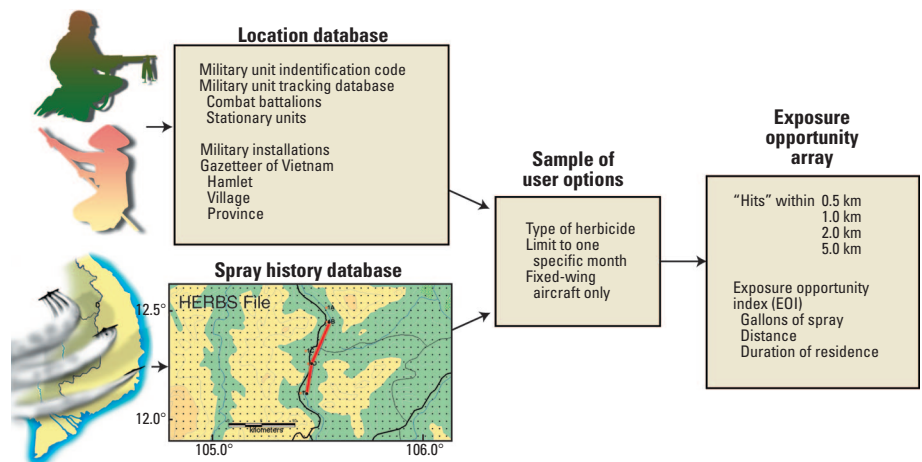 Location database
Military unit indentification code
Military unit tracking database
Combat battalions
Stationary units
Military installations
Gazetteer of Vietnam
Hamlet
Village
Province
Spray history database
HERBS File
12.5°
12.0°
kilometers
105.0°
106.0°
Sample of
user options
Type of herbicide
Limit to one
specific month
Fixed-wing
aircraft only
Exposure
opportunity
array
“Hits” within 0.5 km
1.0 km
2.0 km
5.0 km
Exposure opportunity
index (EOI)
Gallons of spray
Distance
Duration of residence